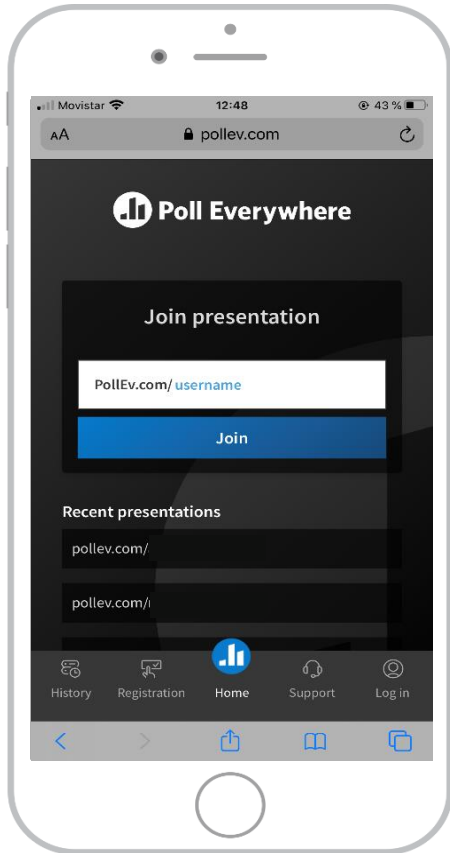 Movistar 12:48 43 %
AA pollev.com
Poll Everywhere
Join presentation
PollEv.com/username
Join
Recent presentations
pollev.com/
pollev.com/
History Registration Home Support Log in